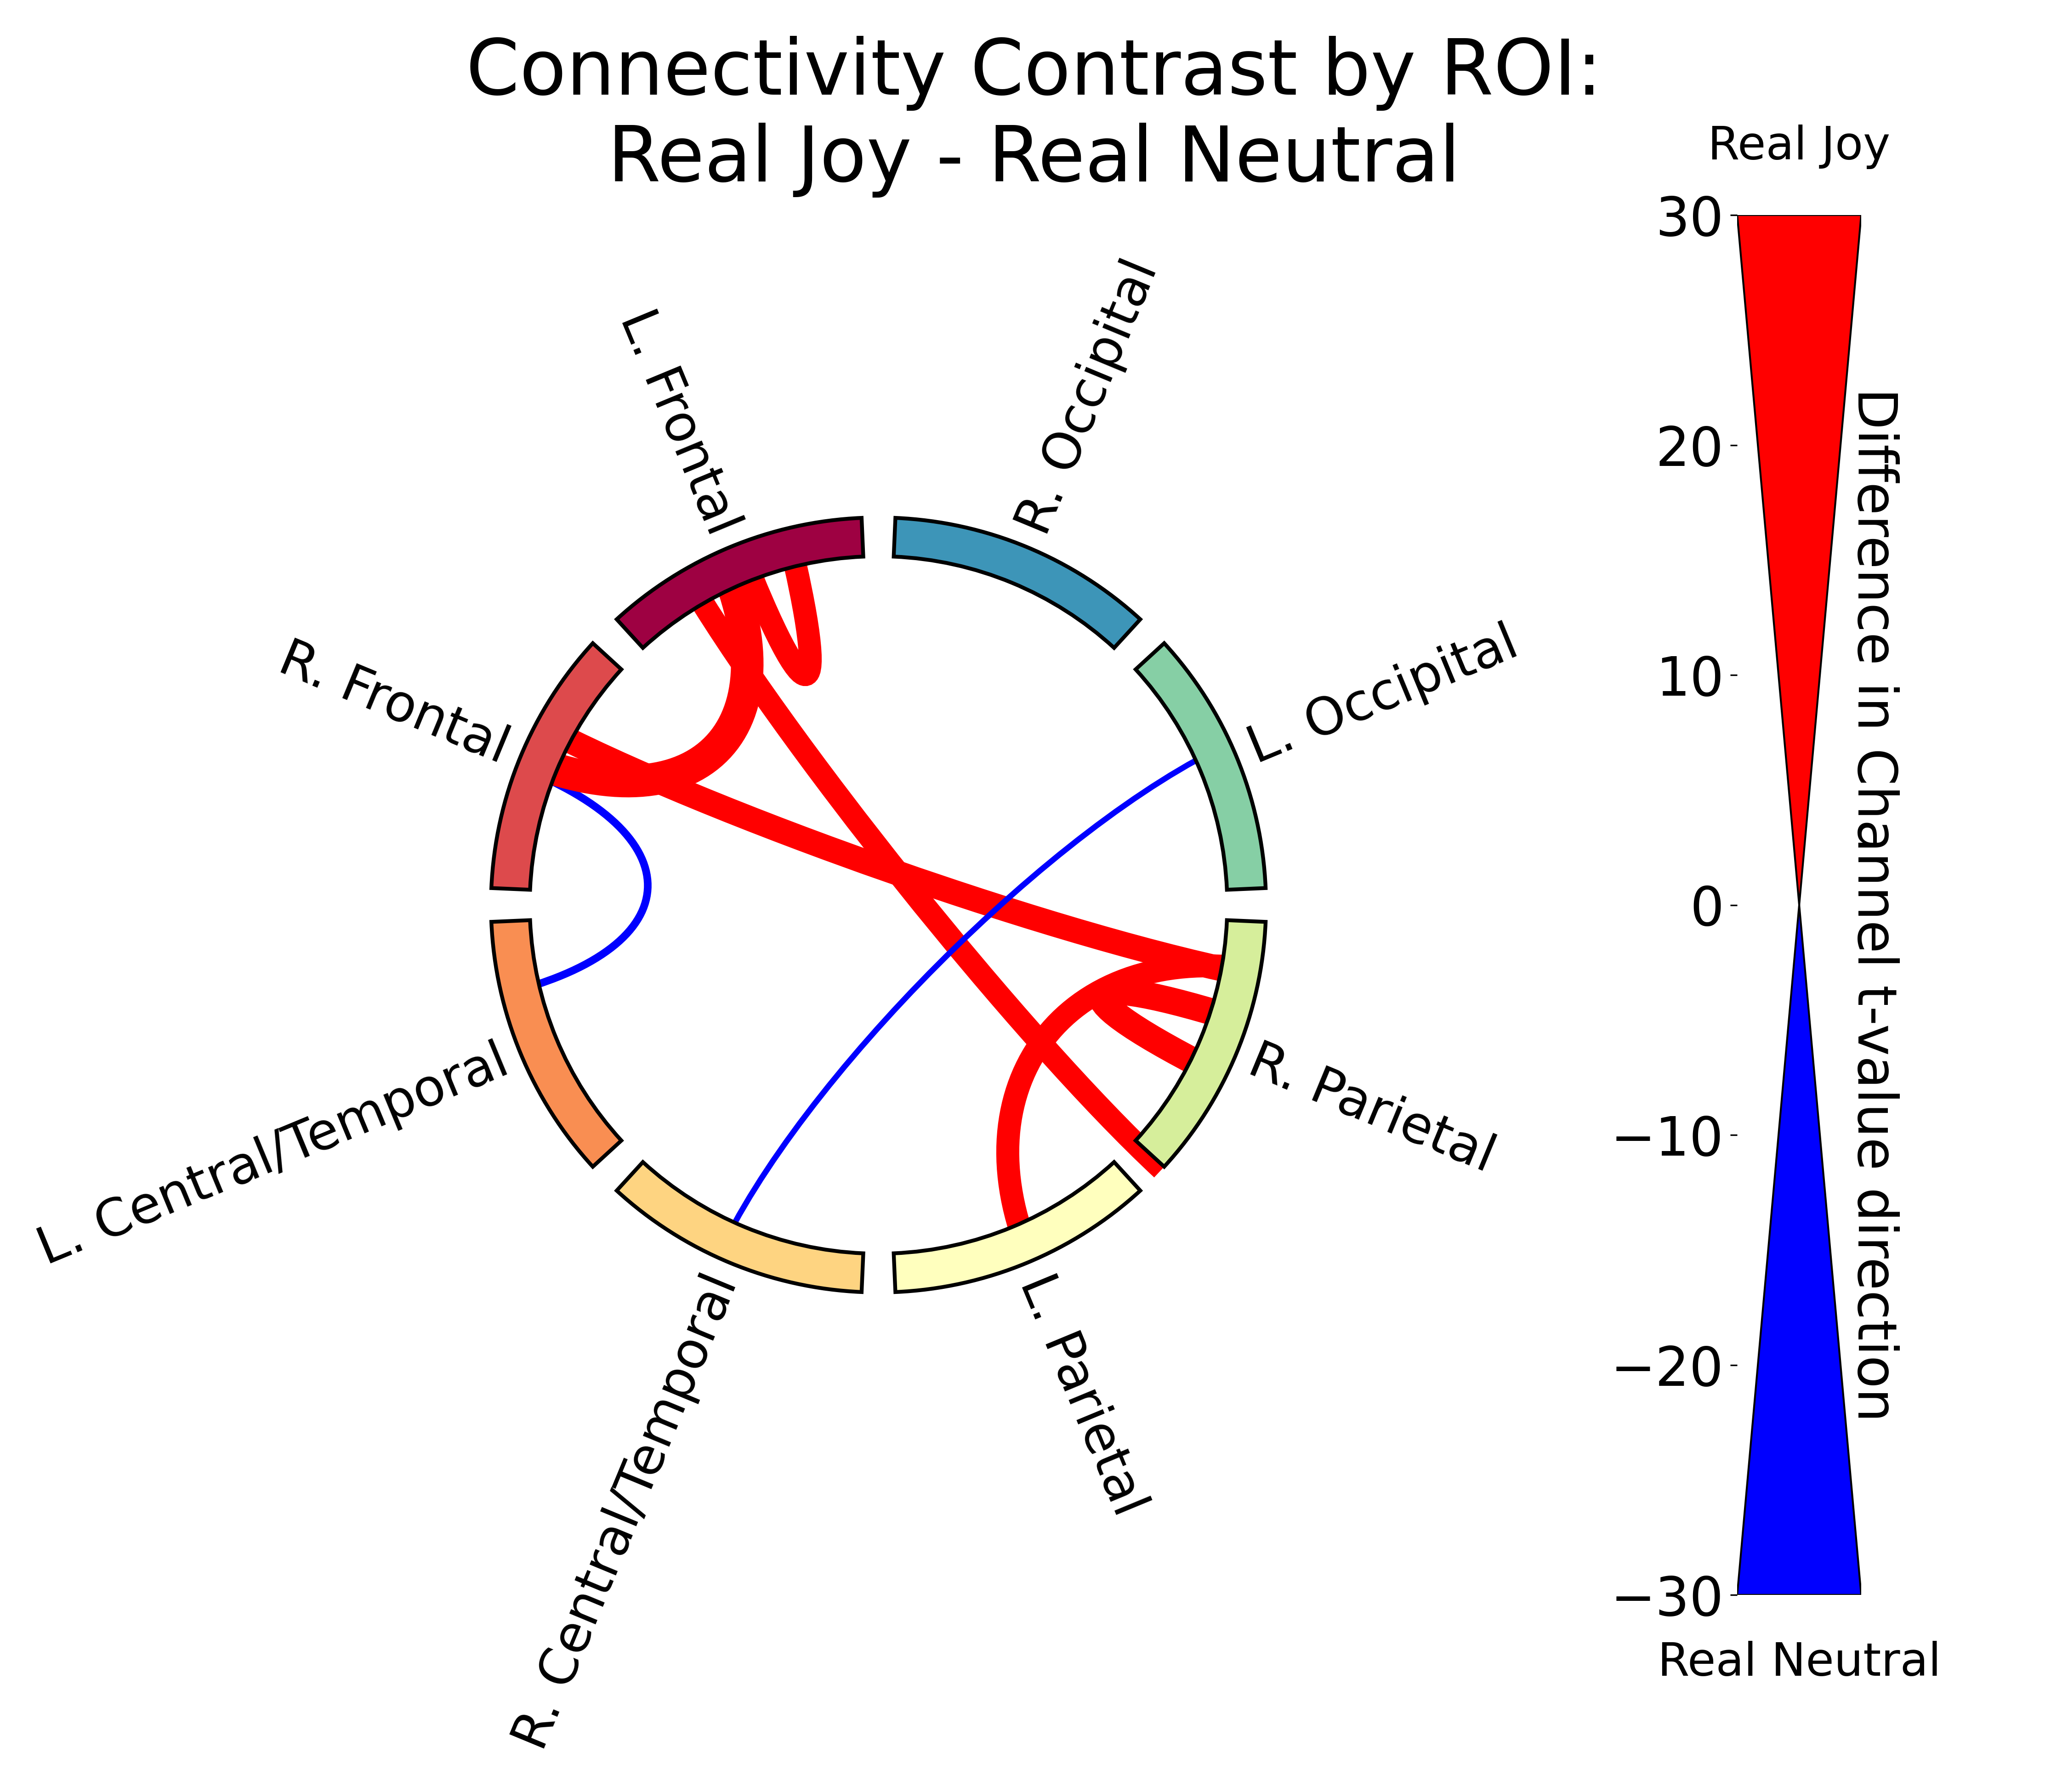 Connectivity Contrast by ROI:
Real Joy - Real Neutral
Real Joy
30
20
10
0
−10
−20
−30
Real Neutral
Difference in Channel t-value direction
L. Frontal
R. Occipital
R. Frontal
L. Occipital
L. Central/Temporal
R. Parietal
R. Central/Temporal
L. Parietal